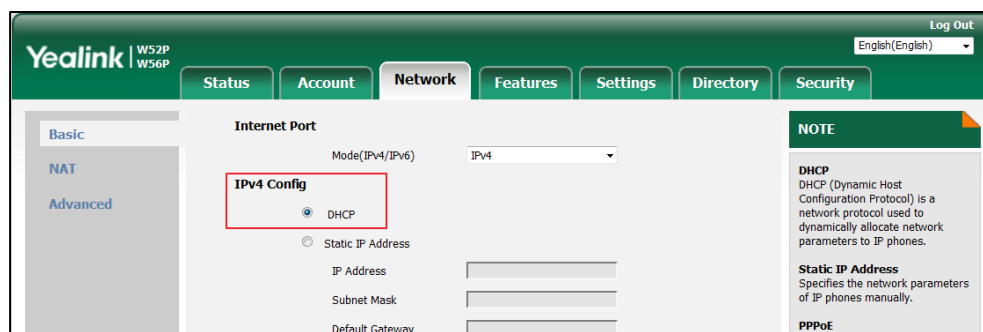 Log Out
Yealink | W52P W56P
English(English)
Status Account Network Features Settings Directory Security
Basic
NAT
Advanced
Internet Port
Mode(IPv4/IPv6) IPv4
IPv4 Config
DHCP
Static IP Address
IP Address
Subnet Mask
Default Gateway
NOTE
DHCP
DHCP (Dynamic Host
Configuration Protocol) is a
network protocol used to
dynamically allocate network
parameters to IP phones.
Static IP Address
Specifies the network parameters
of IP phones manually.
PPPoE